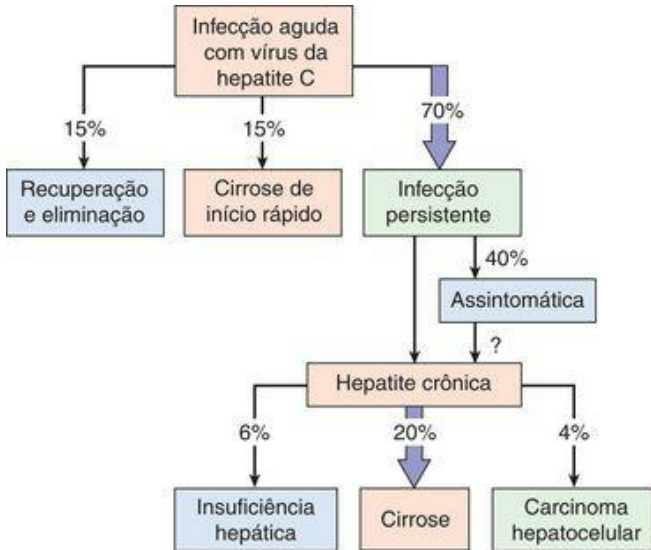 Infecção aguda
com vírus da
hepatite C
15%
15%
70%
Recuperação
e eliminação
Cirrose de
início rápido
Infecção
persistente
40%
Assintomática
?
Hepatite crônica
6%
20%
4%
Insuficiência
hepática
Cirrose
Carcinoma
hepatocelular